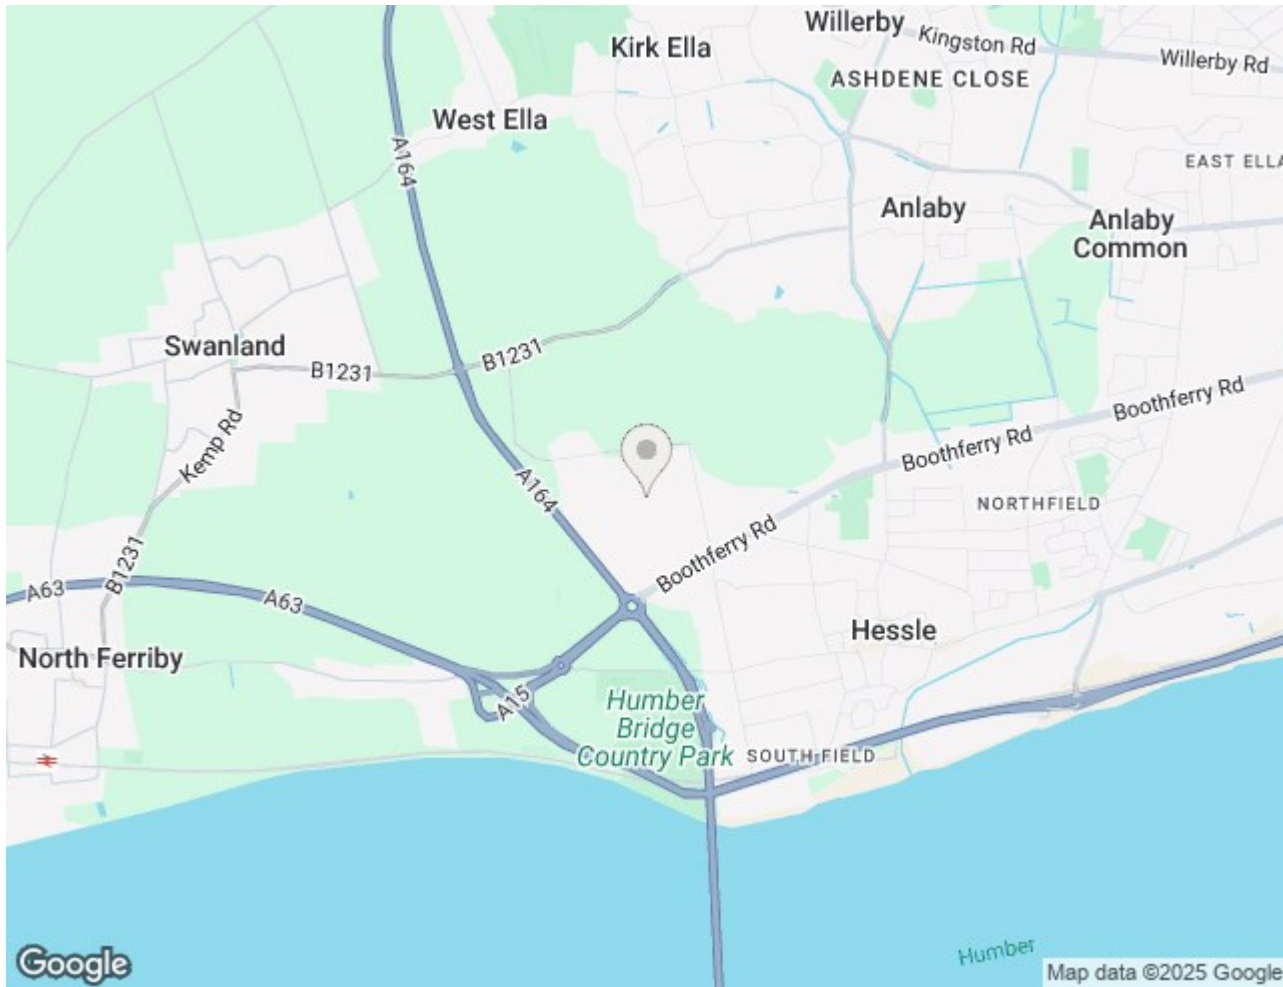 Willerby
Kingston Rd
Willerby Rd
Kirk Ella
ASHDENE CLOSE
West Ella
A164
EAST ELLA
Anlaby
Anlaby
Common
Swanland
B1231
B1231
Kemp Rd
Boothferry Rd
Boothferry Rd
A164
NORTHFIELD
Boothferry Rd
B1231
A63
A63
Hessle
North Ferriby
A15
Humber
Bridge
Country Park
SOUTH FIELD
Humber
Google
Map data ©2025 Google